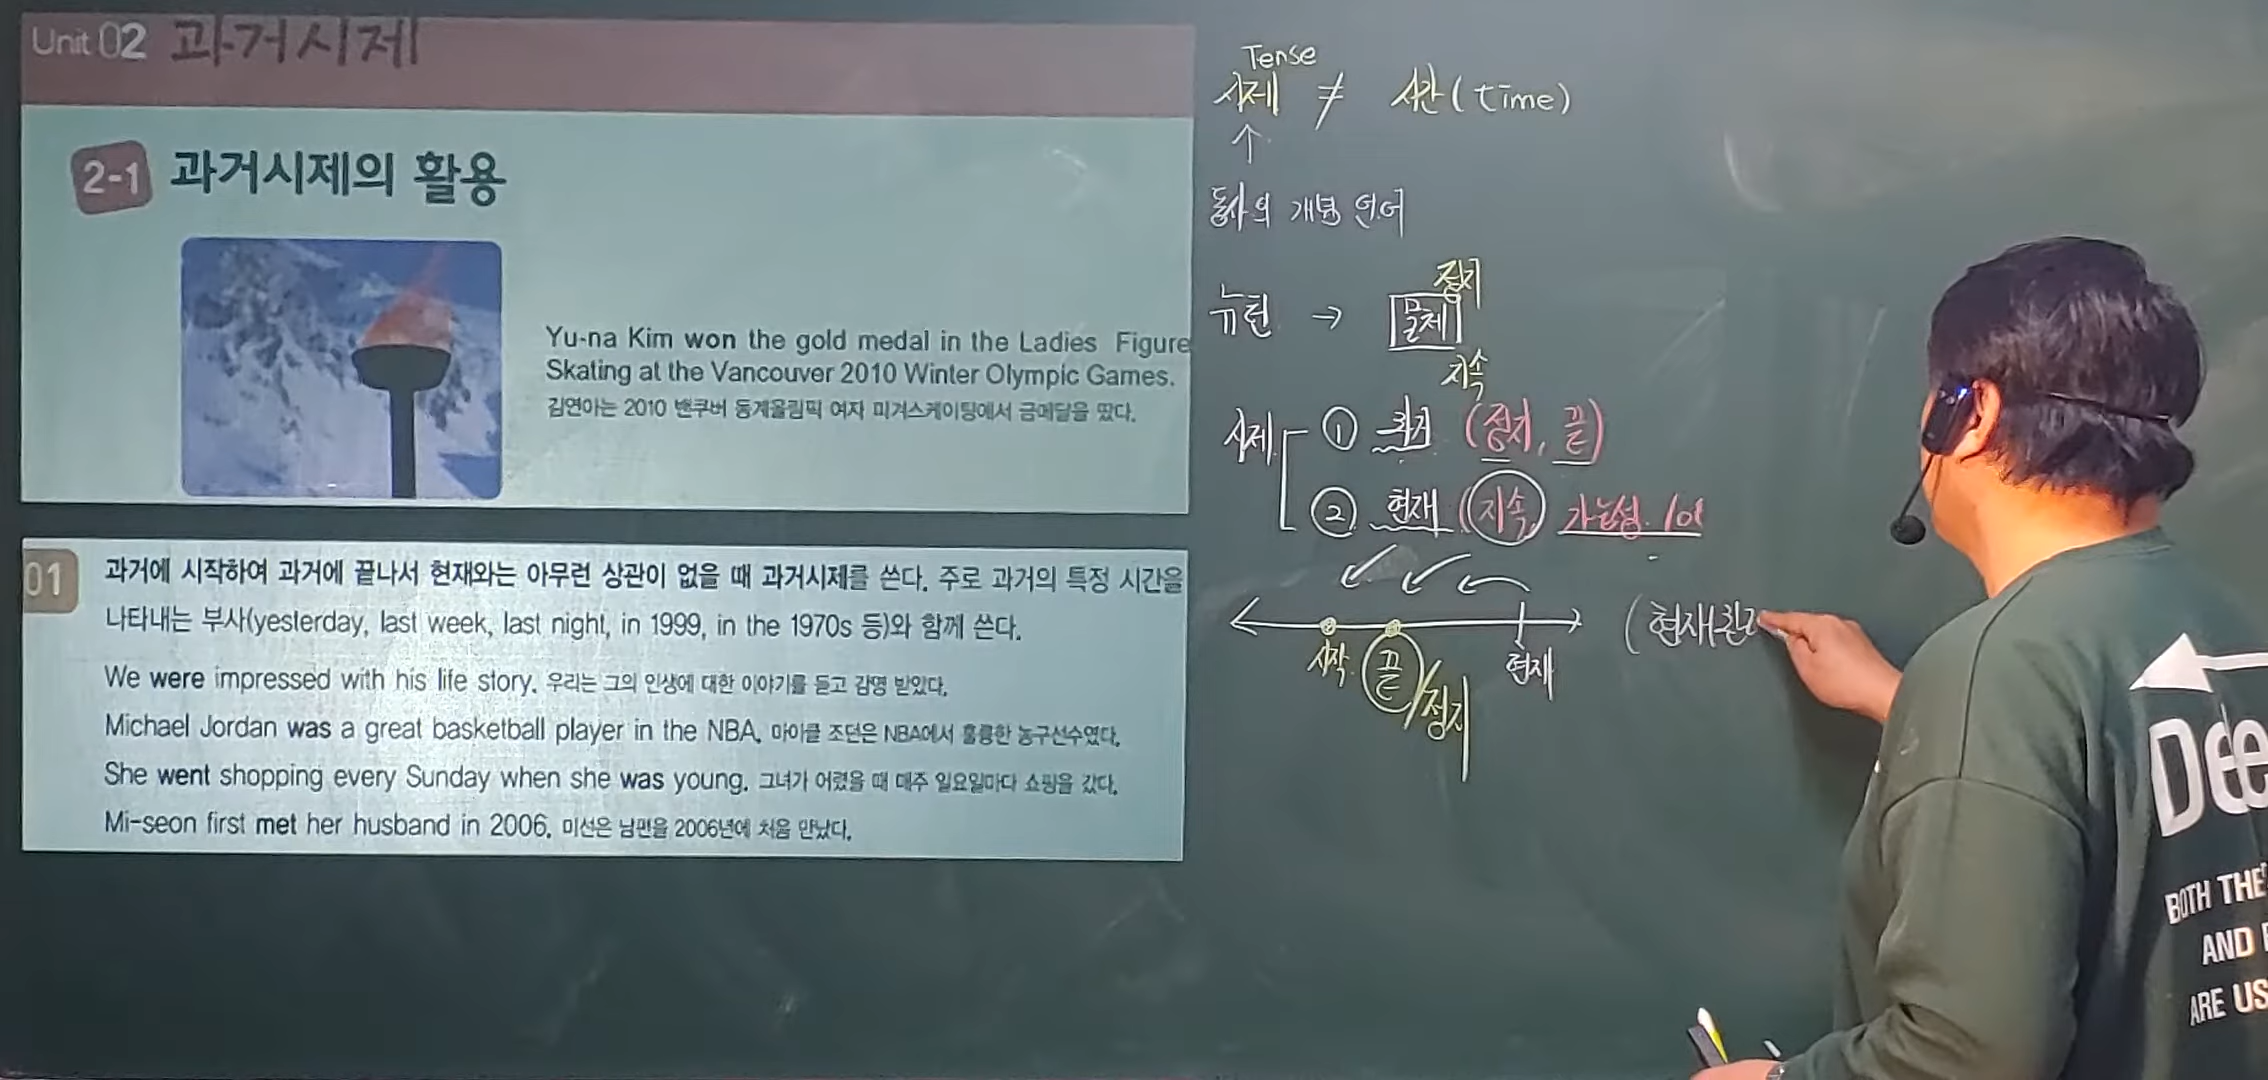 Unit 02 과거시제
2-1 과거시제의 활용
Yu-na Kim won the gold medal in the Ladies Figure
Skating at the Vancouver 2010 Winter Olympic Games.
김연아는 2010 밴쿠버 동계올림픽 여자 피겨스케이팅에서 금메달을 땄다.
01 과거에 시작하여 과거에 끝나서 현재와는 아무런 상관이 없을 때 과거시제를 쓴다. 주로 과거의 특정 시간을
나타내는 부사(yesterday, last week, last night, in 1999, in the 1970s 등)와 함께 쓴다.
We were impressed with his life story. 우리는 그의 인생에 대한 이야기를 듣고 감명 받았다.
Michael Jordan was a great basketball player in the NBA. 마이클 조던은 NBA에서 훌륭한 농구선수였다.
She went shopping every Sunday when she was young. 그녀가 어렸을 때 매주 일요일마다 쇼핑을 갔다.
Mi-seon first met her husband in 2006. 미선은 남편을 2006년에 처음 만났다.
Tense
시제 ≠ 시간(time)
↑
동사의 개념 언어
정지
뉴턴 → 물체
지속
시제 ① 과거 (정지, 끝)
② 현재 (지속, 가능성
시작 끝/정지 현재
(현재
Dee
BOTH THE
AND
ARE US